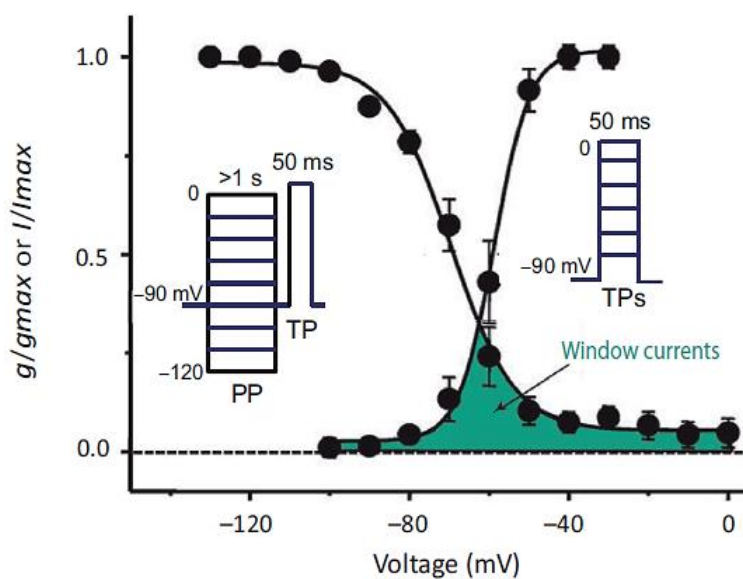 g/gmax or I/Imax
1.0
0.5
0.0
>1 s
50 ms
0
−90 mV
−120
PP
TP
50 ms
0
−90 mV
TPs
Window currents
−120
−80
−40
0
Voltage (mV)